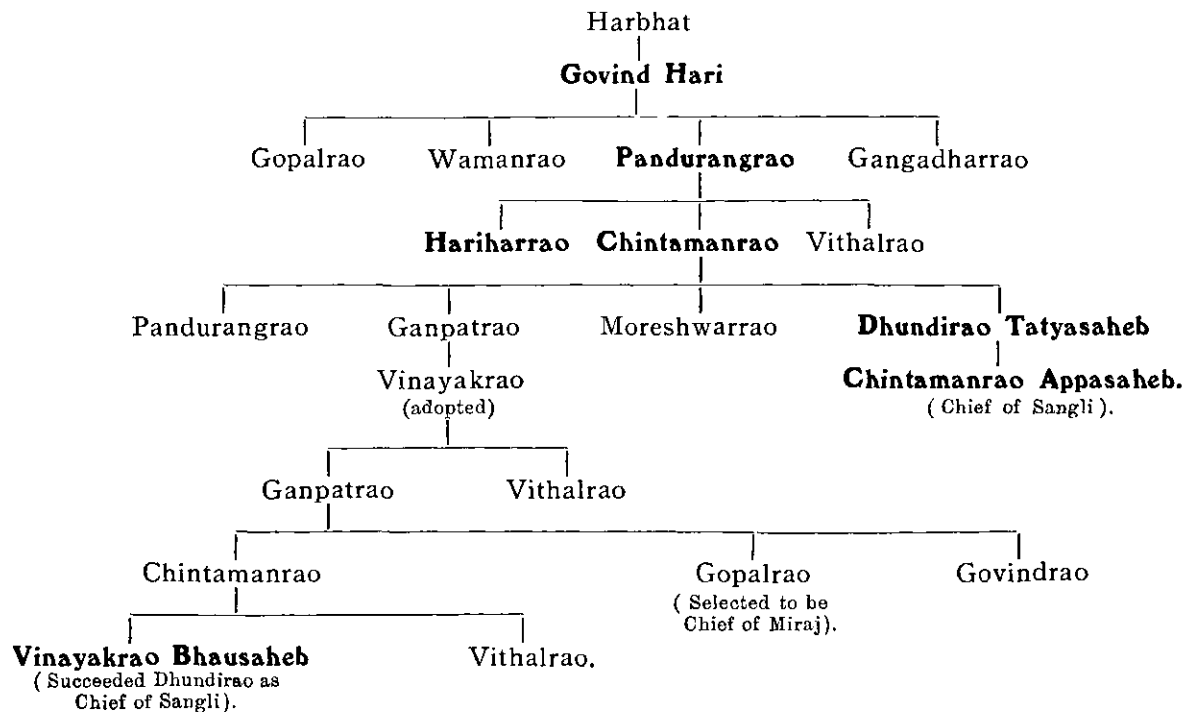 Harbhat
Govind Hari
Gopalrao Wamanrao Pandurangrao Gangadharrao
Hariharrao Chintamanrao Vithalrao
Pandurangrao Ganpatrao Moreshwarrao Dhundirao Tatyasaheb
Vinayakrao
(adopted)
Chintamanrao Appasaheb.
( Chief of Sangli ).
Ganpatrao Vithalrao
Chintamanrao Gopalrao Govindrao
( Selected to be
Chief of Miraj).
Vinayakrao Bhausaheb
( Succeeded Dhundirao as
Chief of Sangli).
Vithalrao.